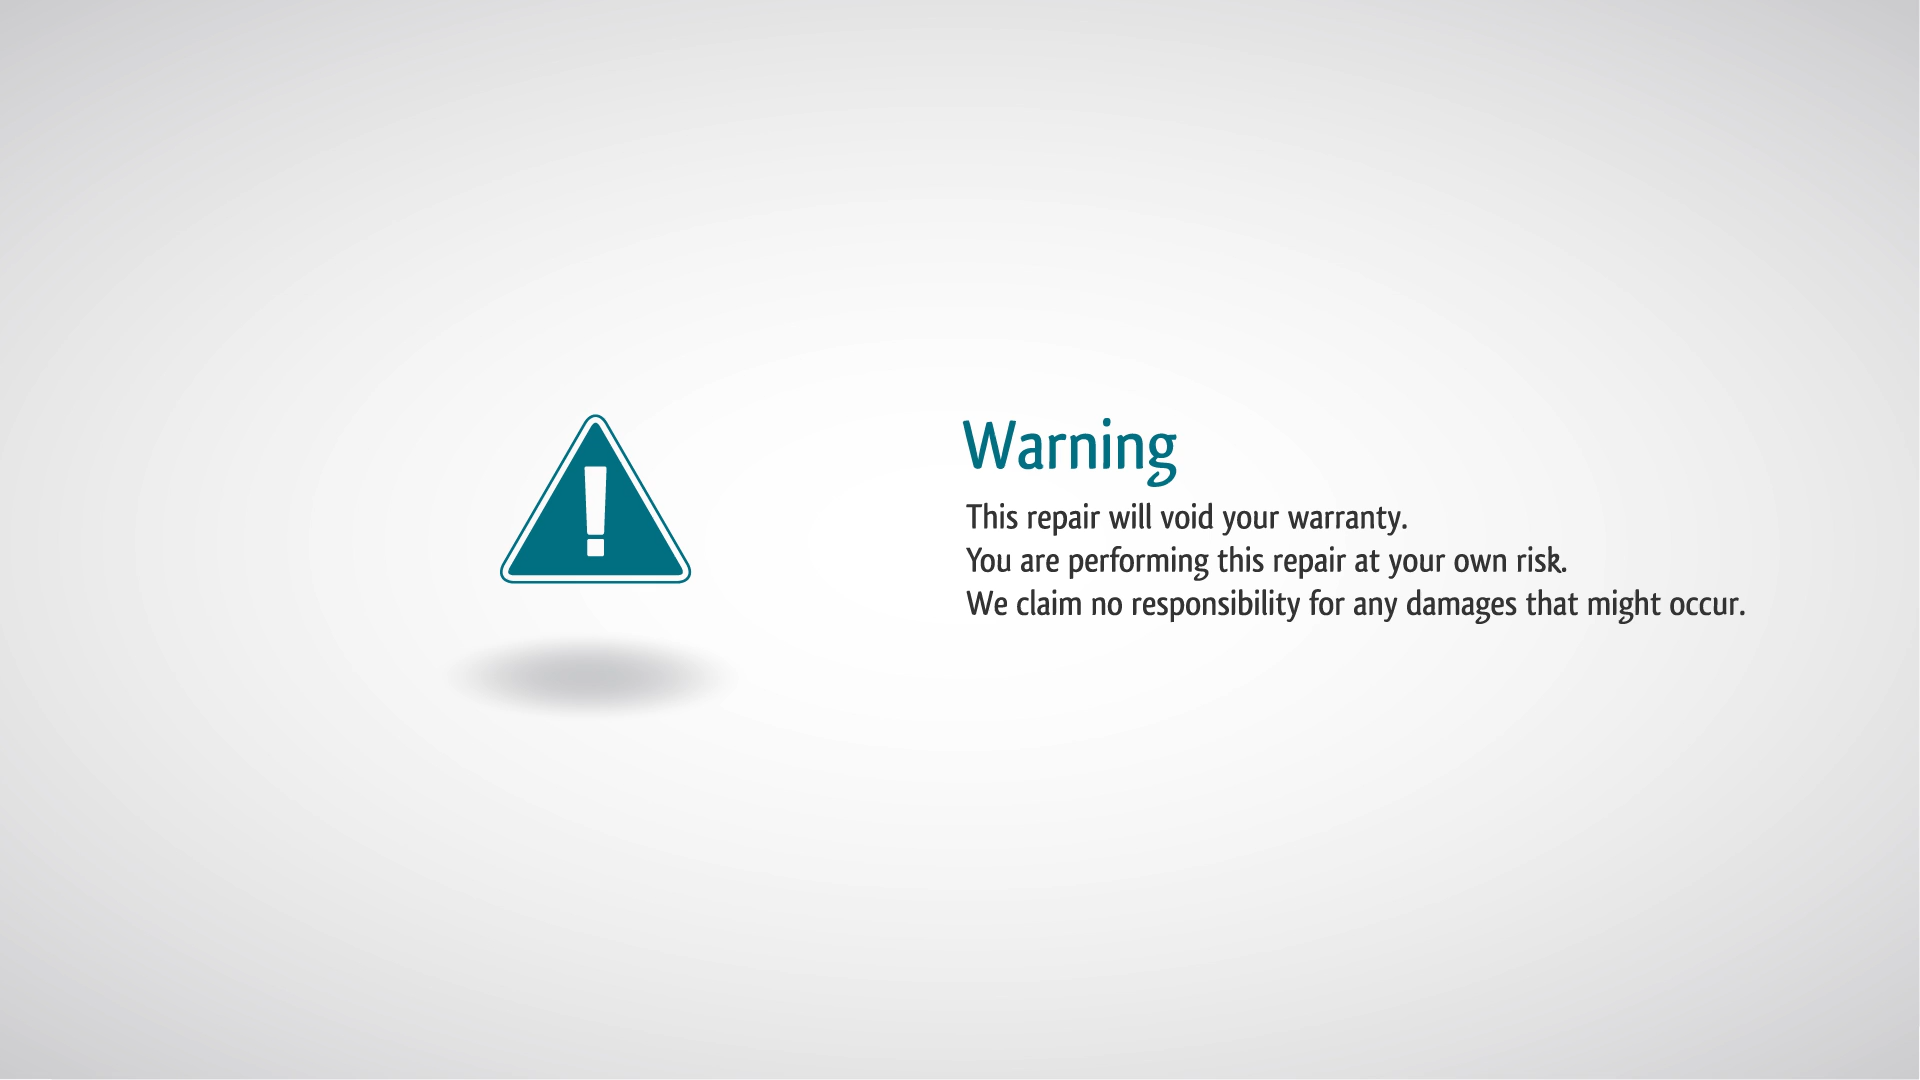 Warning
This repair will void your warranty.
You are performing this repair at your own risk.
We claim no responsibility for any damages that might occur.